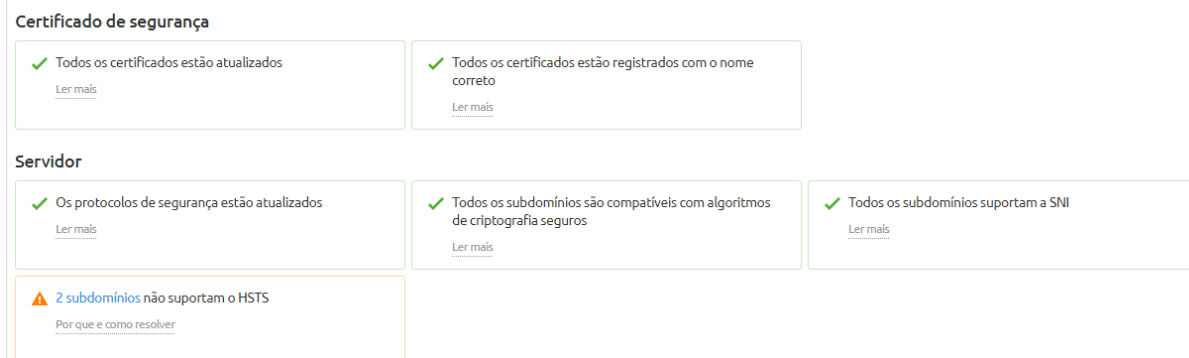 Certificado de segurança
Todos os certificados estão atualizados
Ler mais
Todos os certificados estão registrados com o nome
correto
Ler mais
Servidor
Os protocolos de segurança estão atualizados
Ler mais
Todos os subdomínios são compatíveis com algoritmos
de criptografia seguros
Ler mais
Todos os subdomínios suportam a SNI
Ler mais
2 subdomínios não suportam o HSTS
Por que e como resolver